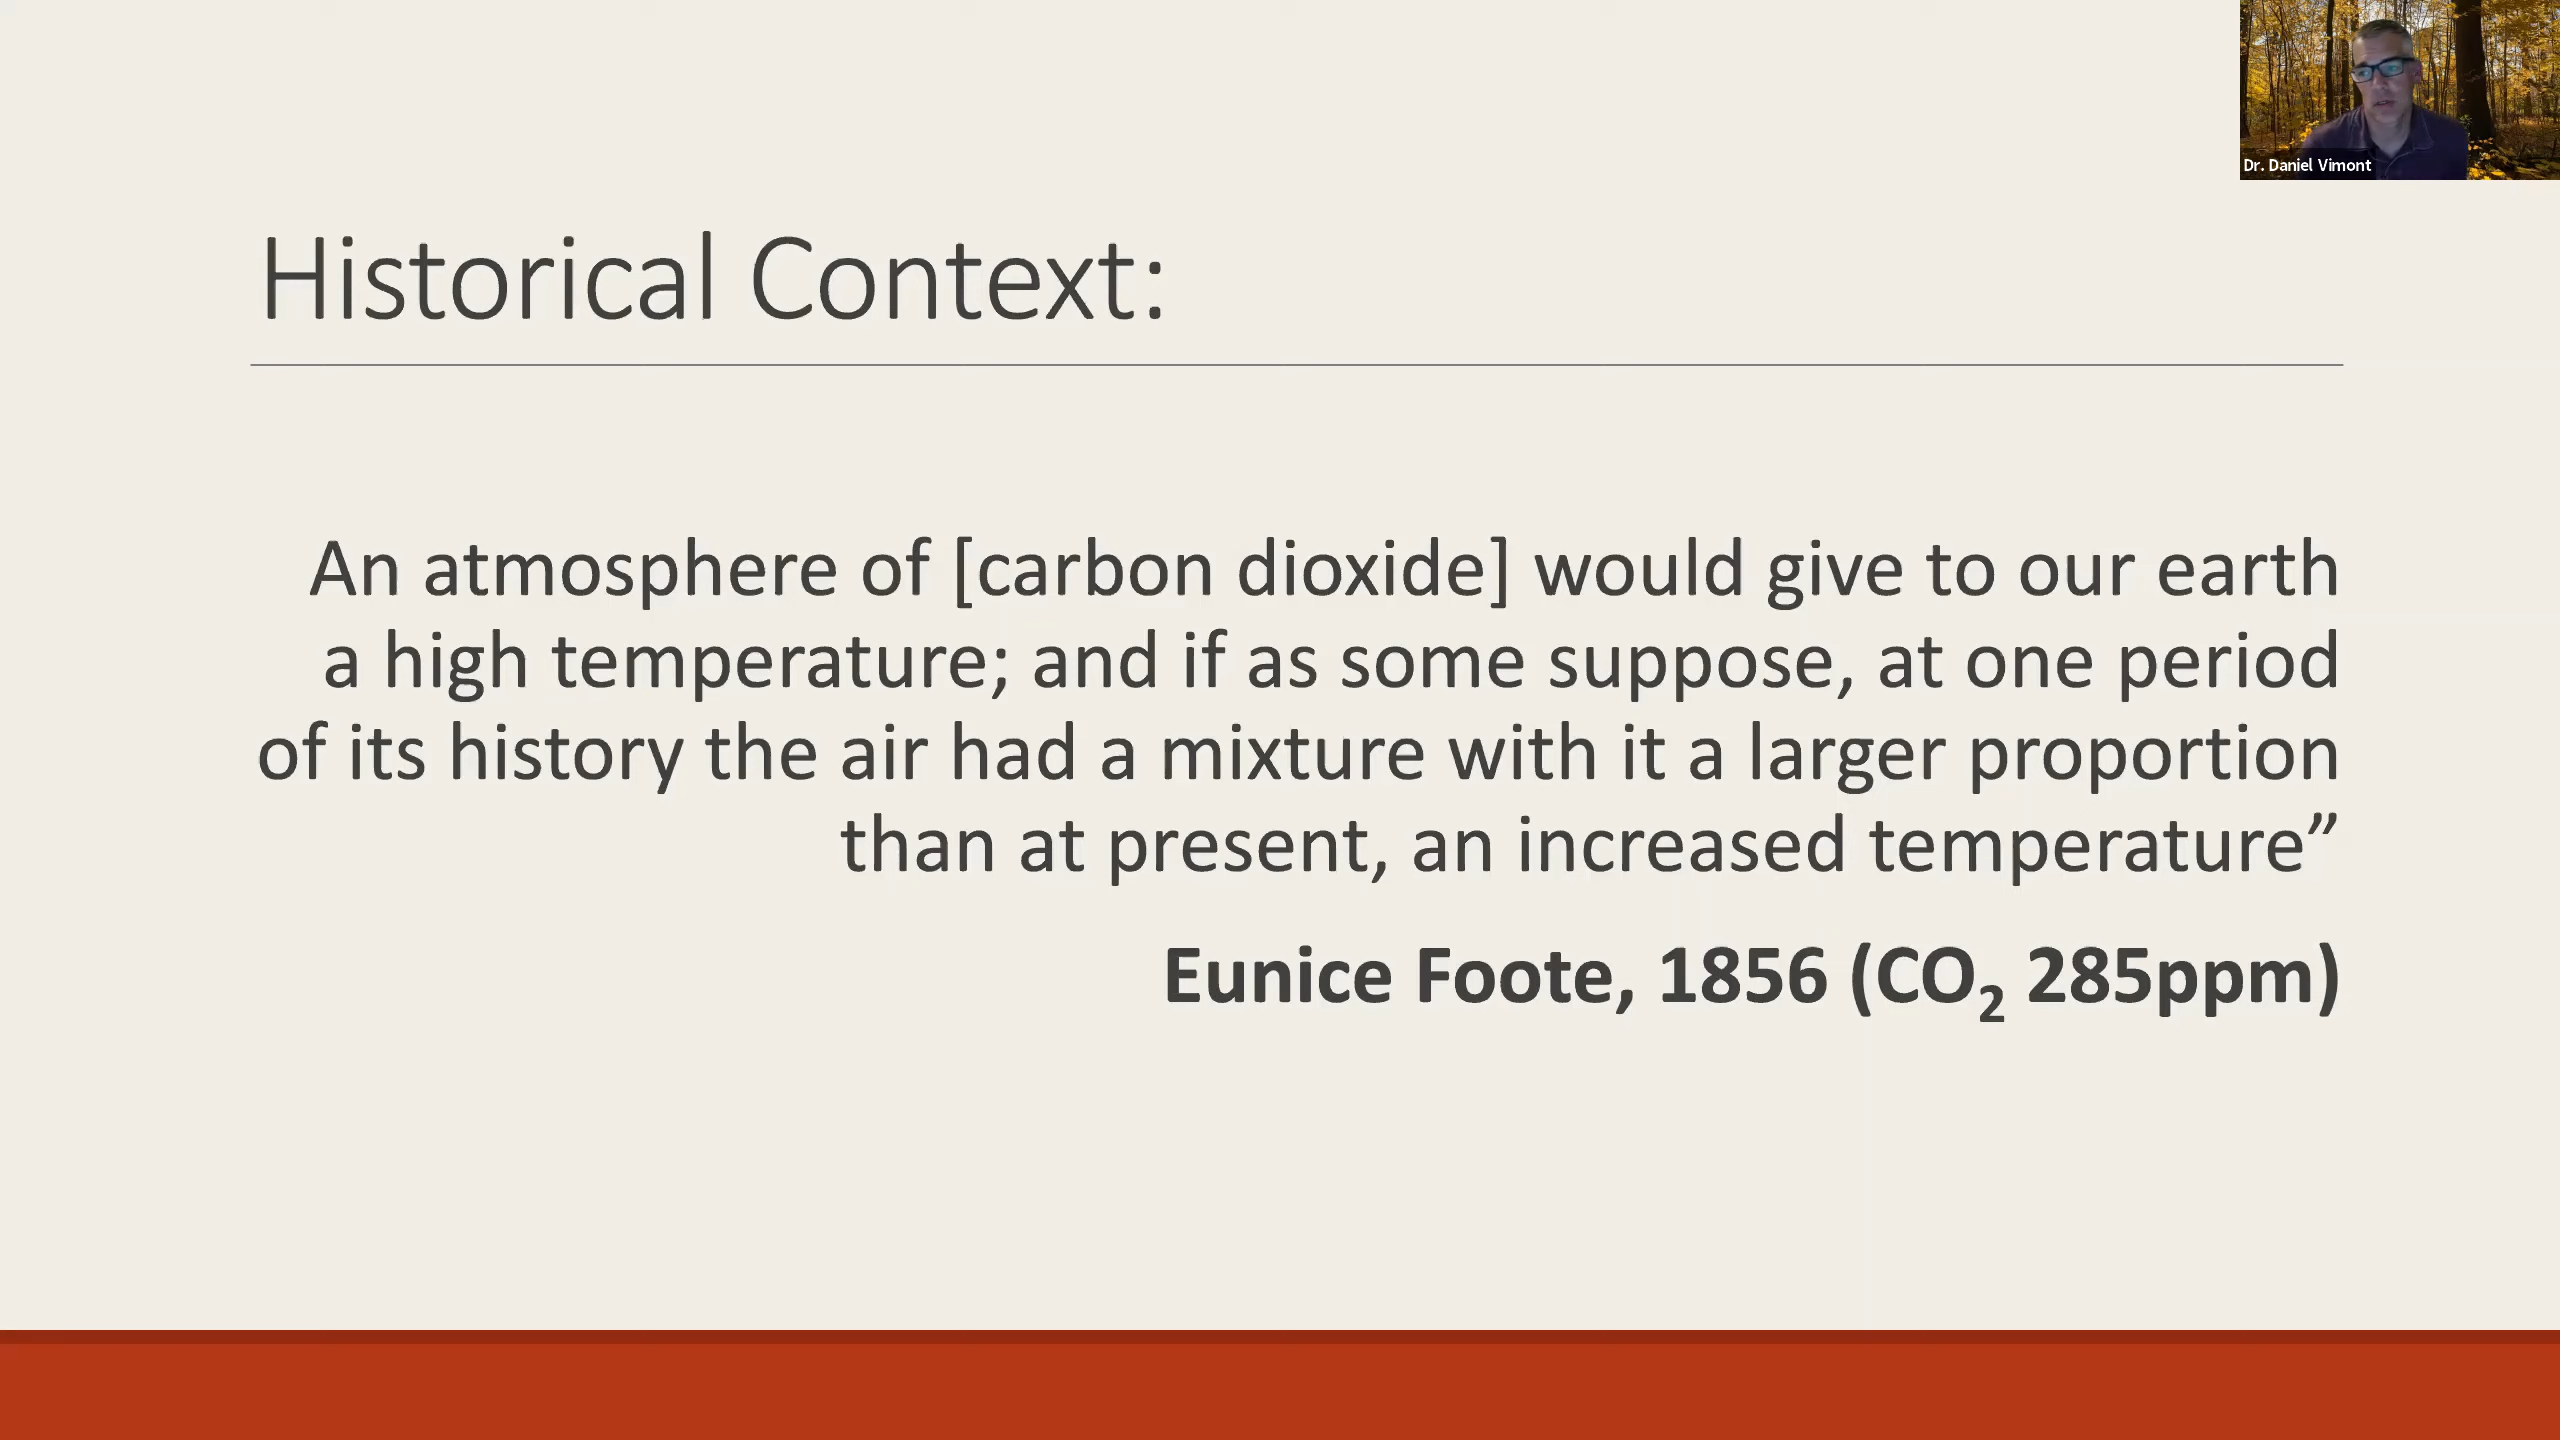 Dr. Daniel Vimont
Historical Context:
An atmosphere of [carbon dioxide] would give to our earth
a high temperature; and if as some suppose, at one period
of its history the air had a mixture with it a larger proportion
than at present, an increased temperature”
Eunice Foote, 1856 (CO₂ 285ppm)